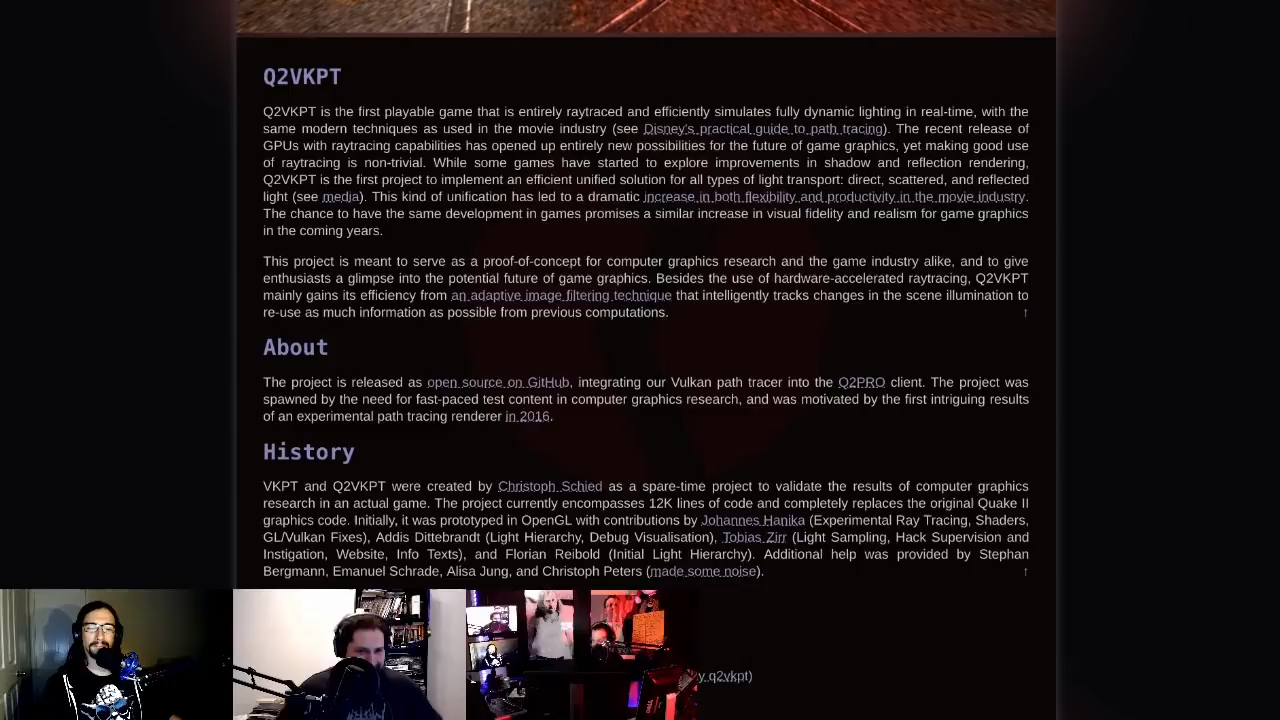 Q2VKPT
Q2VKPT is the first playable game that is entirely raytraced and efficiently simulates fully dynamic lighting in real-time, with the
same modern techniques as used in the movie industry (see Disney's practical guide to path tracing). The recent release of
GPUs with raytracing capabilities has opened up entirely new possibilities for the future of game graphics, yet making good use
of raytracing is non-trivial. While some games have started to explore improvements in shadow and reflection rendering,
Q2VKPT is the first project to implement an efficient unified solution for all types of light transport: direct, scattered, and reflected
light (see media). This kind of unification has led to a dramatic increase in both flexibility and productivity in the movie industry.
The chance to have the same development in games promises a similar increase in visual fidelity and realism for game graphics
in the coming years.
This project is meant to serve as a proof-of-concept for computer graphics research and the game industry alike, and to give
enthusiasts a glimpse into the potential future of game graphics. Besides the use of hardware-accelerated raytracing, Q2VKPT
mainly gains its efficiency from an adaptive image filtering technique that intelligently tracks changes in the scene illumination to
re-use as much information as possible from previous computations. ↑
About
The project is released as open source on GitHub, integrating our Vulkan path tracer into the Q2PRO client. The project was
spawned by the need for fast-paced test content in computer graphics research, and was motivated by the first intriguing results
of an experimental path tracing renderer in 2016.
History
VKPT and Q2VKPT were created by Christoph Schied as a spare-time project to validate the results of computer graphics
research in an actual game. The project currently encompasses 12K lines of code and completely replaces the original Quake II
graphics code. Initially, it was prototyped in OpenGL with contributions by Johannes Hanika (Experimental Ray Tracing, Shaders,
GL/Vulkan Fixes), Addis Dittebrandt (Light Hierarchy, Debug Visualisation), Tobias Zirr (Light Sampling, Hack Supervision and
Instigation, Website, Info Texts), and Florian Reibold (Initial Light Hierarchy). Additional help was provided by Stephan
Bergmann, Emanuel Schrade, Alisa Jung, and Christoph Peters (made some noise). ↑
y q2vkpt)